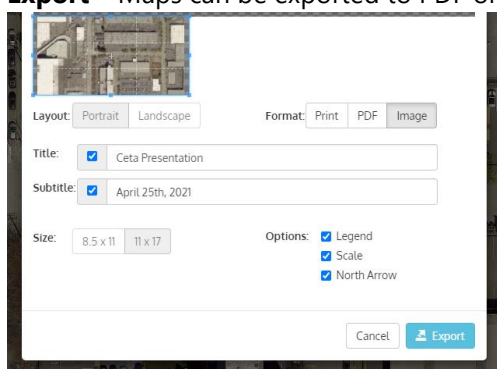 Export – Maps can be exported to PDF or
Layout: Portrait Landscape Format: Print PDF Image
Title: Ceta Presentation
Subtitle: April 25th, 2021
Size: 8.5 x 11 11 x 17 Options: Legend
Scale
North Arrow
Cancel Export